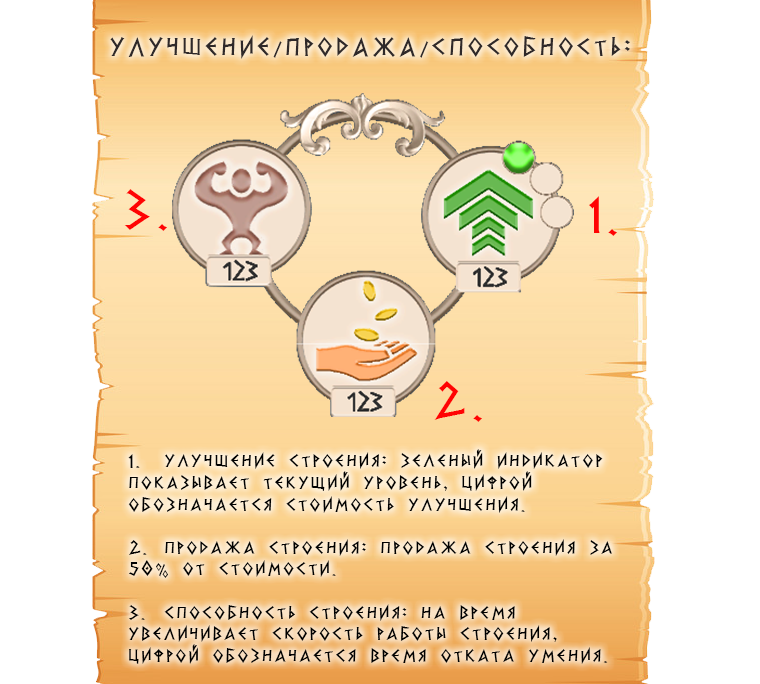 УЛУЧШЕНИЕ/ПРОДАЖА/СПОСОБНОСТЬ:
3.
1.
123
123
123
2.
1. УЛУЧШЕНИЕ СТРОЕНИЯ: ЗЕЛЕНЫЙ ИНДИКАТОР
ПОКАЗЫВАЕТ ТЕКУЩИЙ УРОВЕНЬ, ЦИФРОЙ
ОБОЗНАЧАЕТСЯ СТОИМОСТЬ УЛУЧШЕНИЯ.
2. ПРОДАЖА СТРОЕНИЯ: ПРОДАЖА СТРОЕНИЯ ЗА
50% ОТ СТОИМОСТИ.
3. СПОСОБНОСТЬ СТРОЕНИЯ: НА ВРЕМЯ
УВЕЛИЧИВАЕТ СКОРОСТЬ РАБОТЫ СТРОЕНИЯ,
ЦИФРОЙ ОБОЗНАЧАЕТСЯ ВРЕМЯ ОТКАТА УМЕНИЯ.